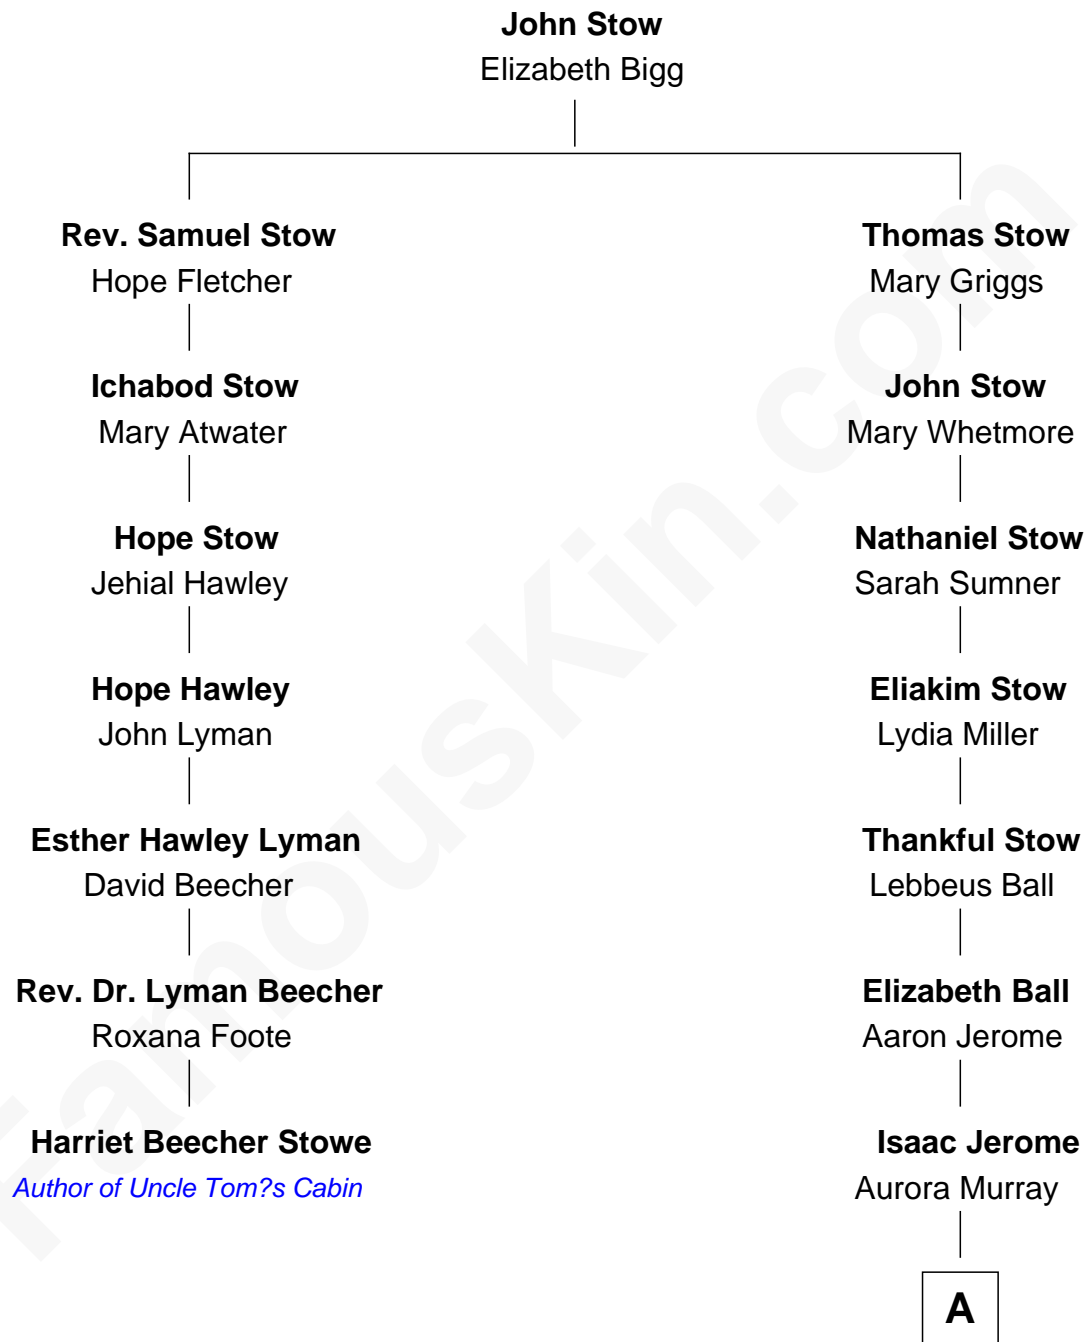 John Stow
Elizabeth Bigg
Rev. Samuel Stow
Hope Fletcher
Ichabod Stow
Mary Atwater
Hope Stow
Jehial Hawley
Hope Hawley
John Lyman
Esther Hawley Lyman
David Beecher
Rev. Dr. Lyman Beecher
Roxana Foote
Harriet Beecher Stowe
Author of Uncle Tom?s Cabin
Thomas Stow
Mary Griggs
John Stow
Mary Whetmore
Nathaniel Stow
Sarah Sumner
Eliakim Stow
Lydia Miller
Thankful Stow
Lebbeus Ball
Elizabeth Ball
Aaron Jerome
Isaac Jerome
Aurora Murray
A
FamousKin.com